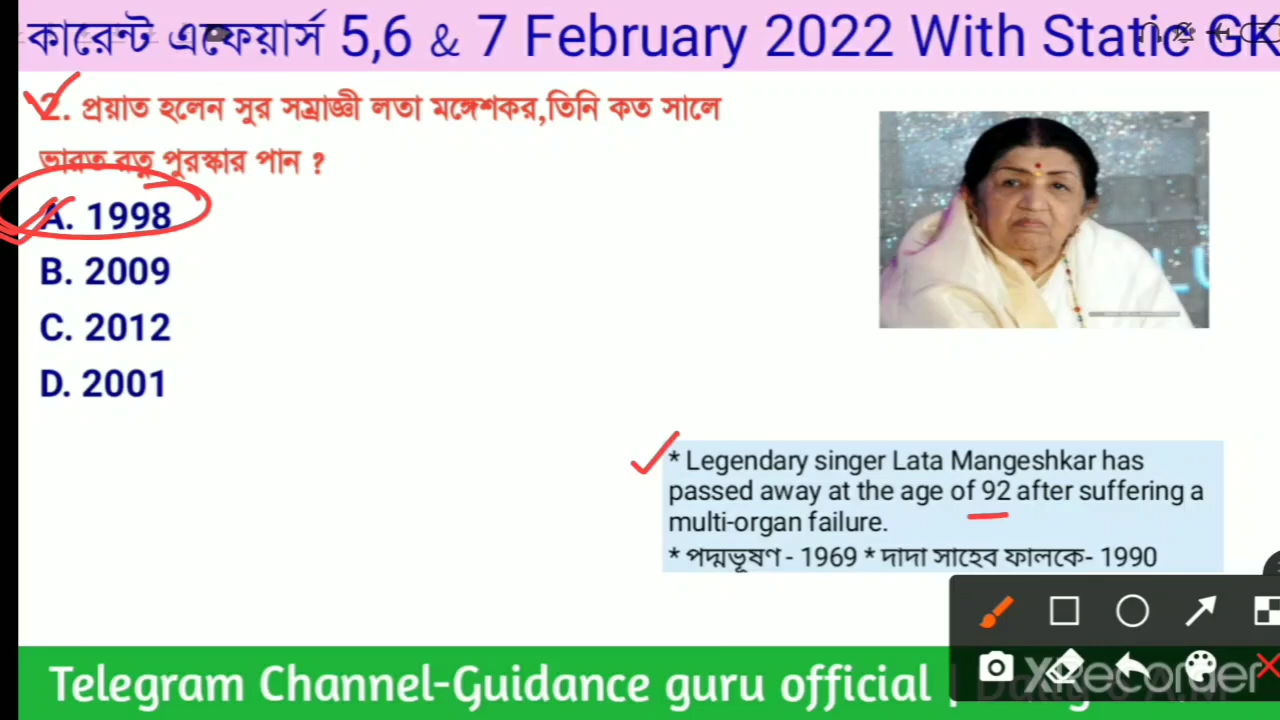 কারেন্ট এফেয়ার্স 5,6 & 7 February 2022 With Static GK
2. প্রয়াত হলেন সুর সম্রাজ্ঞী লতা মঙ্গেশকর,তিনি কত সালে
ভারত রত্ন পুরস্কার পান ?
A. 1998
B. 2009
C. 2012
D. 2001
* Legendary singer Lata Mangeshkar has
passed away at the age of 92 after suffering a
multi-organ failure.
* পদ্মভূষণ - 1969 * দাদা সাহেব ফালকে- 1990
Telegram Channel-Guidance guru official |
XRecorder